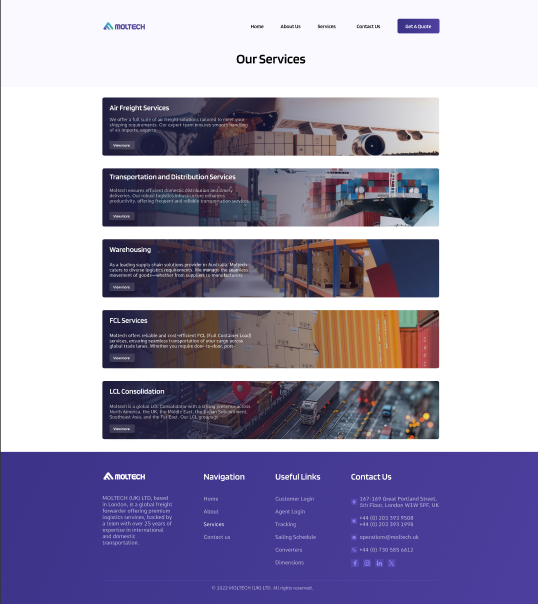 MOLTECH
Home About Us Services Contact Us Get A Quote
Our Services
Air Freight Services
We offer a full suite of air freight solutions tailored to meet your
shipping requirements. Our expert team ensures smooth handling
of air imports, exports
View more
Transportation and Distribution Services
Moltech ensures efficient domestic distribution and timely
deliveries. Our robust logistics infrastructure enhances
productivity, offering frequent and reliable transportation services
View more
Warehousing
As a leading supply chain solutions provider in Australia, Moltech
caters to diverse logistics requirements. We manage the seamless
movement of goods—whether from suppliers to manufacturers
View more
FCL Services
Moltech offers reliable and cost-efficient FCL (Full Container Load)
services, ensuring seamless transportation of your cargo across
global trade lanes. Whether you require door-to-door, port-
View more
LCL Consolidation
Moltech is a global LCL Consolidator with a strong presence across
North America, the UK, the Middle East, the Indian Subcontinent,
Southeast Asia, and the Far East. Our LCL groupage
View more
MOLTECH
MOLTECH (UK) LTD, based
in London, is a global freight
forwarder offering premium
logistics services, backed by
a team with over 25 years of
expertise in international
and domestic
transportation.
Navigation
Home
About
Services
Contact us
Useful Links
Customer Login
Agent Login
Tracking
Sailing Schedule
Converters
Dimensions
Contact Us
167-169 Great Portland Street,
5th Floor, London W1W 5PF, UK
+44 (0) 203 393 9508
+44 (0) 203 393 1998
operations@moltech.uk
+44 (0) 730 585 6612
© 2022 MOLTECH (UK) LTD. All rights reserved.